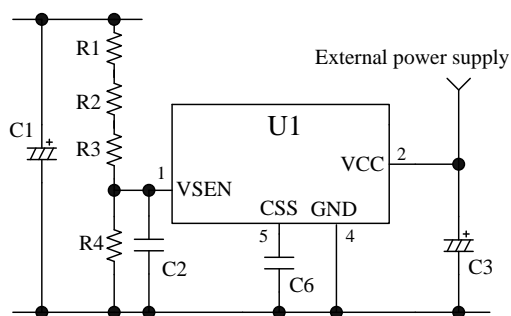 R1
External power supply
R2
C1
U1
R3
1
VSEN
VCC
2
CSS
GND
R4
C2
5
4
C6
C3
+
+